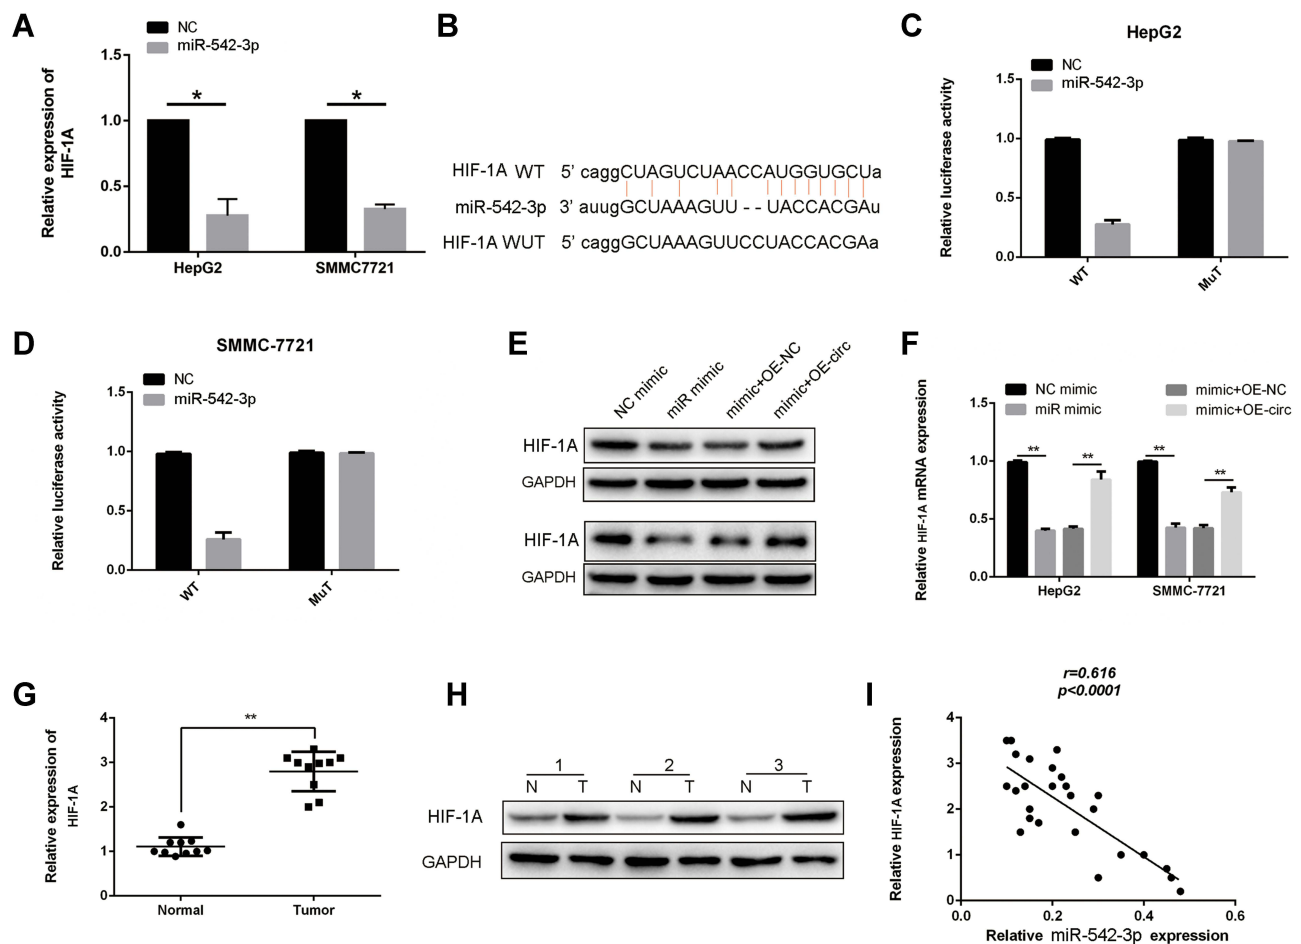 A
NC
miR-542-3p
Relative expression of
HIF-1A
1.5
1.0
0.5
0.0
*
*
HepG2
SMMC7721
B
HIF-1A WT 5' caggCUAGUCUAACCAUGGUGCUa
miR-542-3p 3' auugGCUAAAGUU--UACCACGAu
HIF-1A WUT 5' caggGCUAAAGUUCCUACCACGAa
C
HepG2
NC
miR-542-3p
Relative luciferase activity
1.5
1.0
0.5
0.0
WT
MuT
D
SMMC-7721
NC
miR-542-3p
Relative luciferase activity
1.5
1.0
0.5
0.0
WT
MuT
E
NC mimic
miR mimic
mimic+OE-NC
mimic+OE-circ
HIF-1A
GAPDH
HIF-1A
GAPDH
F
NC mimic
miR mimic
mimic+OE-NC
mimic+OE-circ
Relative HIF-1A mRNA expression
1.5
1.0
0.5
0.0
**
**
**
**
HepG2
SMMC-7721
G
Relative expression of
HIF-1A
4
3
2
1
0
**
Normal
Tumor
H
1
2
3
N T N T N T
HIF-1A
GAPDH
I
r=0.616
p<0.0001
Relative HIF-1A expression
4
3
2
1
0
0.0
0.2
0.4
0.6
Relative miR-542-3p expression